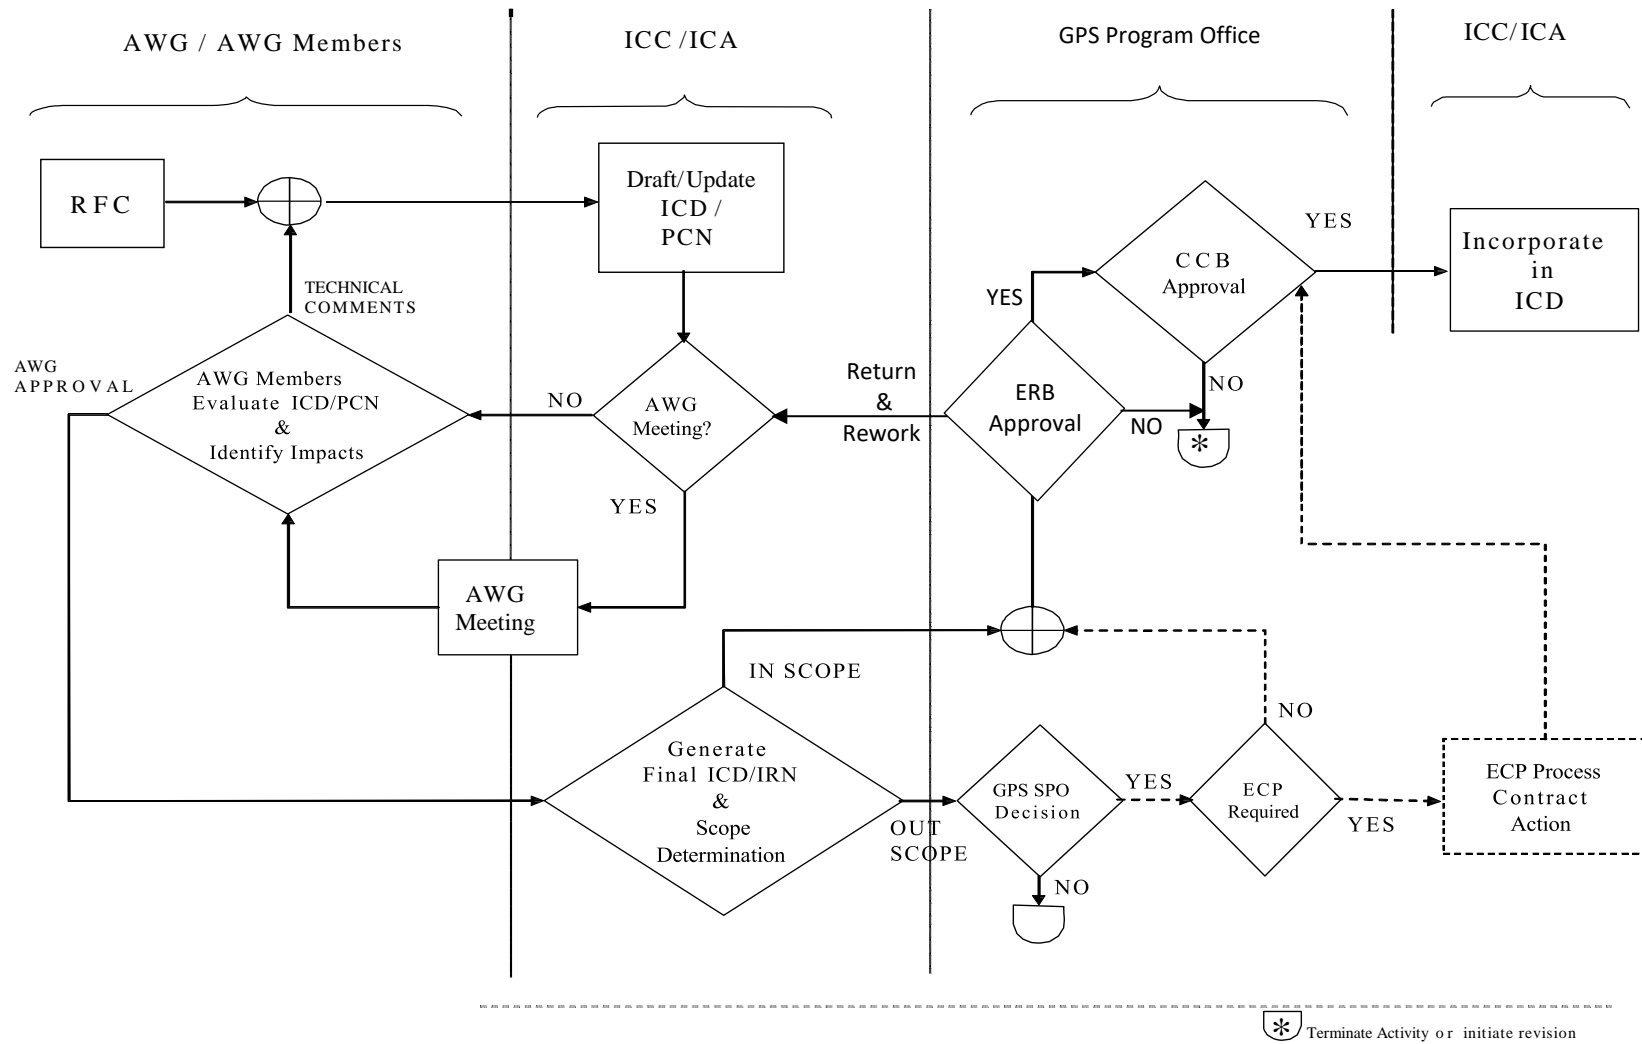 AWG / AWG Members
ICC /ICA
GPS Program Office
ICC/ ICA
RFC
Draft/Update
ICD /
PCN
CCB
Approval
YES
Incorporate
in
ICD
TECHNICAL
COMMENTS
YES
AWG
APPROVAL
AWG Members
Evaluate ICD/PCN
&
Identify Impacts
NO
AWG
Meeting?
Return
&
Rework
ERB
Approval
NO
NO
*
YES
AWG
Meeting
IN SCOPE
NO
Generate
Final ICD/IRN
&
Scope
Determination
OUT
SCOPE
GPS SPO
Decision
YES
ECP
Required
YES
ECP Process
Contract
Action
NO
* Terminate Activity or initiate revision